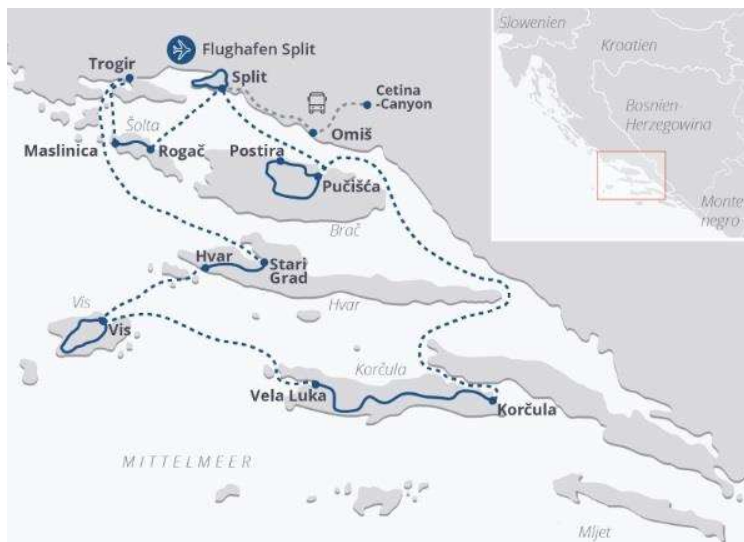 Flughafen Split
Trogir
Split
Cetina
-Canyon
Omiš
Šolta
Maslinica
Rogač
Postira
Pučišća
Brač
Hvar
Stari
Grad
Hvar
Vis
Vis
Korčula
Vela Luka
Korčula
MITTELMEER
Mljet
Slowenien
Kroatien
Bosnien-
Herzegowina
Monte
negro